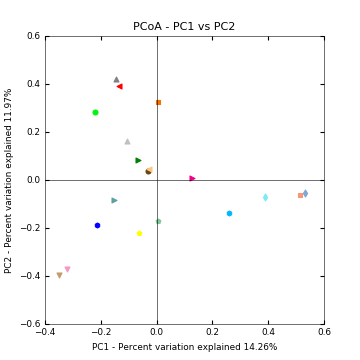 PCoA - PC1 vs PC2
0.6
0.4
0.2
0.0
−0.2
−0.4
−0.6
PC2 - Percent variation explained 11.97%
−0.4 −0.2 0.0 0.2 0.4 0.6
PC1 - Percent variation explained 14.26%